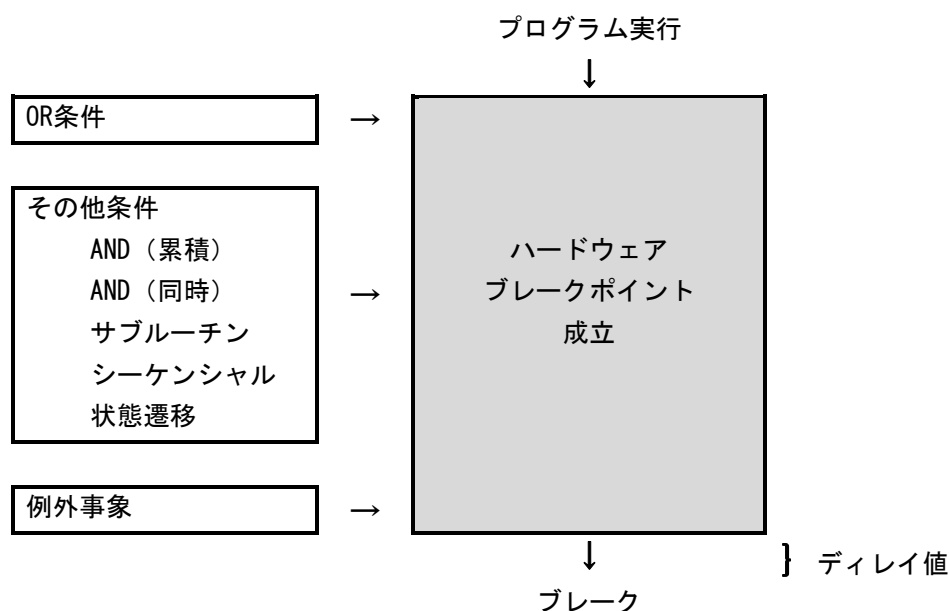 プログラム実行
↓
OR条件
→
その他条件
AND（累積）
AND（同時）
サブルーチン
シーケンシャル
状態遷移
→
ハードウェア
ブレークポイント
成立
例外事象
→
↓
} ディレイ値
ブレーク